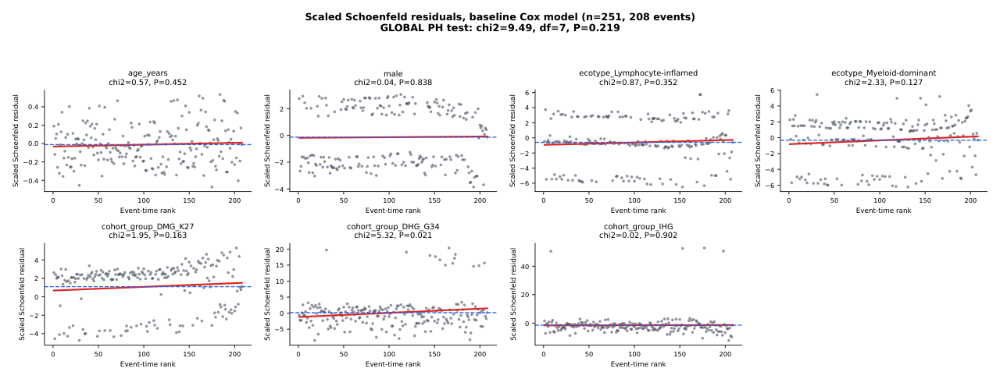 Scaled Schoenfeld residuals, baseline Cox model (n=251, 208 events)
GLOBAL PH test: chi2=9.49, df=7, P=0.219
age_years
chi2=0.57, P=0.452
Scaled Schoenfeld residual
0.4
0.2
0.0
−0.2
−0.4
0 50 100 150 200
Event-time rank
male
chi2=0.04, P=0.838
Scaled Schoenfeld residual
2
0
−2
−4
0 50 100 150 200
Event-time rank
ecotype_Lymphocyte-inflamed
chi2=0.87, P=0.352
Scaled Schoenfeld residual
6
4
2
0
−2
−4
−6
0 50 100 150 200
Event-time rank
ecotype_Myeloid-dominant
chi2=2.33, P=0.127
Scaled Schoenfeld residual
6
4
2
0
−2
−4
−6
0 50 100 150 200
Event-time rank
cohort_group_DMG_K27
chi2=1.95, P=0.163
Scaled Schoenfeld residual
4
2
0
−2
−4
0 50 100 150 200
Event-time rank
cohort_group_DHG_G34
chi2=5.32, P=0.021
Scaled Schoenfeld residual
20
15
10
5
0
−5
0 50 100 150 200
Event-time rank
cohort_group_IHG
chi2=0.02, P=0.902
Scaled Schoenfeld residual
40
20
0
0 50 100 150 200
Event-time rank